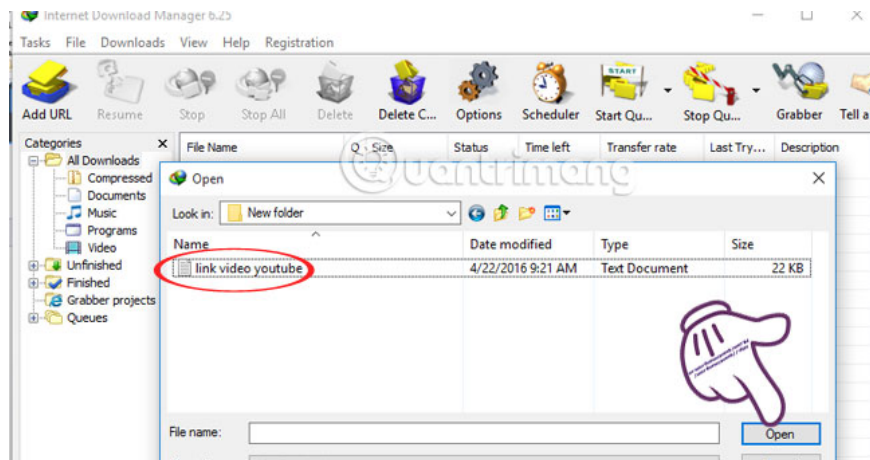 Internet Download Manager 6.25
Tasks File Downloads View Help Registration
Add URL Resume Stop Stop All Delete Delete C... Options Scheduler Start Qu... Stop Qu... Grabber Tell a
START
Categories
File Name Q Size Status Time left Transfer rate Last Try... Description
All Downloads
Compressed
Documents
Music
Programs
Video
Unfinished
Finished
Grabber projects
Queues
Quantrimang
Open
Look in: New folder
Name Date modified Type Size
link video youtube 4/22/2016 9:21 AM Text Document 22 KB
File name:
Open